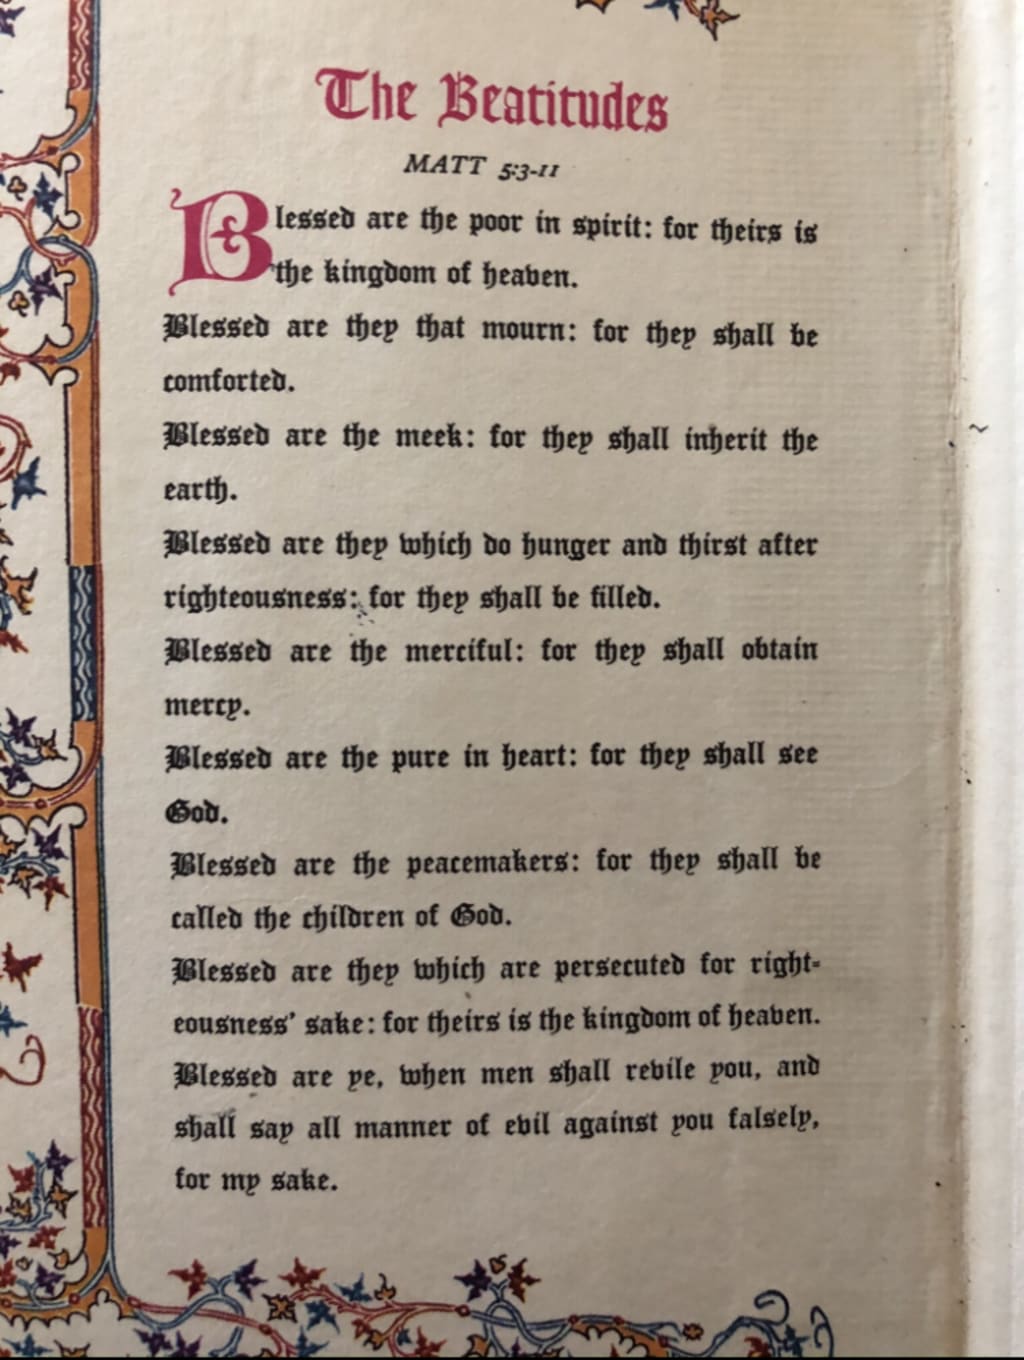 The Beatitudes
MATT 5:3-11
Blessed are the poor in spirit: for theirs is
the kingdom of heaven.
Blessed are they that mourn: for they shall be
comforted.
Blessed are the meek: for they shall inherit the
earth.
Blessed are they which do hunger and thirst after
righteousness: for they shall be filled.
Blessed are the merciful: for they shall obtain
mercy.
Blessed are the pure in heart: for they shall see
God.
Blessed are the peacemakers: for they shall be
called the children of God.
Blessed are they which are persecuted for right-
eousness' sake: for theirs is the kingdom of heaven.
Blessed are ye, when men shall revile you, and
shall say all manner of evil against you falsely,
for my sake.